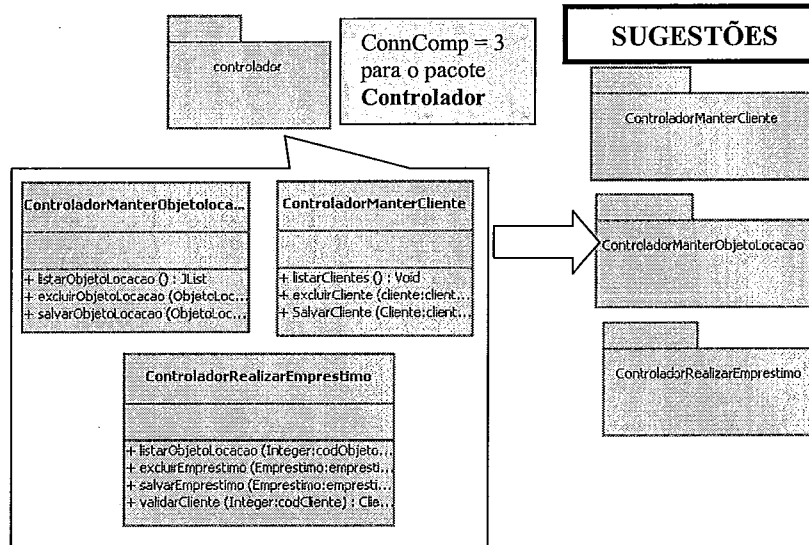 controlador
ConnComp = 3
para o pacote
Controlador
SUGESTÕES
ControladorManterCliente
ControladorManterObjetoLocacao
ControladorRealizarEmprestimo
ControladorManterObjetoloca...
+ listarObjetoLocacao () : JList
+ excluirObjetoLocacao (ObjetcLoc...
+ salvarObjetoLocacao (ObjetoLoc...
ControladorManterCliente
+ listarClientes () : Void
+ excluirCliente (cliente:client...
+ SalvarCliente (Cliente:client...
ControladorRealizarEmprestimo
+ listarObjetoLocacao (Integer:codObjeto...
+ excluirEmprestimo (Emprestimo:empresti...
+ salvarEmprestimo (Emprestimo:empresti...
+ validarCliente (Integer:codCliente) : Clie...